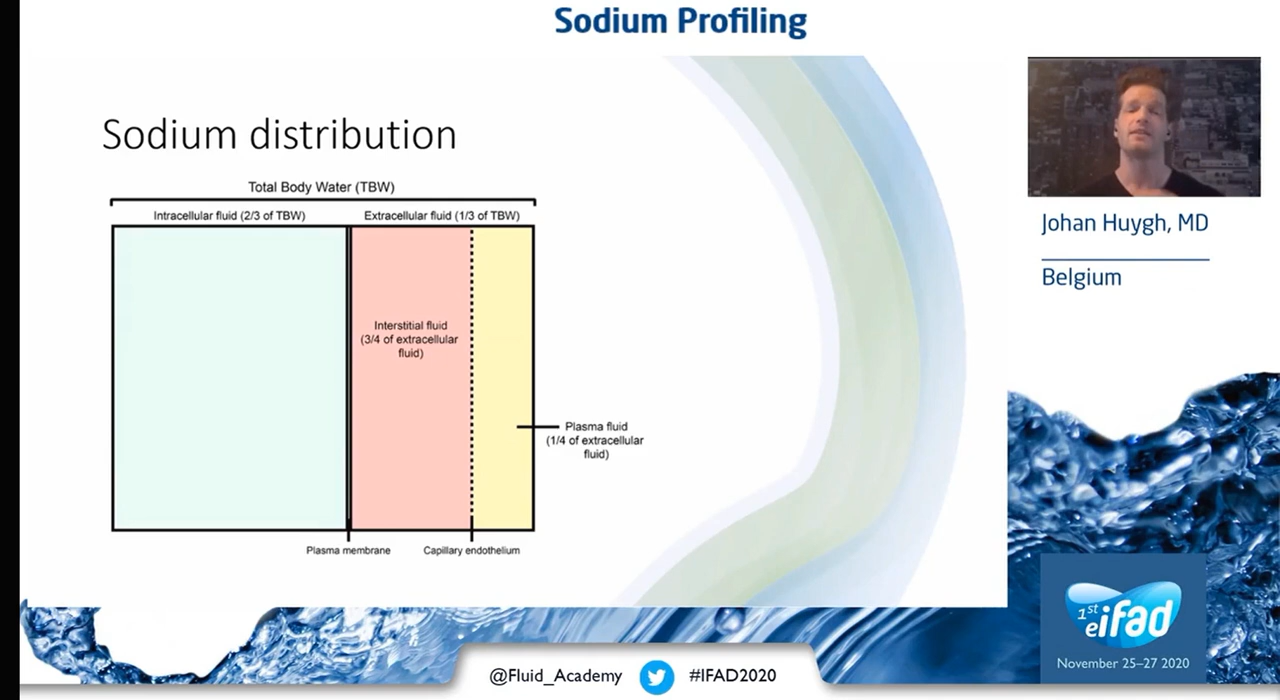 Sodium Profiling
Sodium distribution
Total Body Water (TBW)
Intracellular fluid (2/3 of TBW)
Extracellular fluid (1/3 of TBW)
Interstitial fluid
(3/4 of extracellular
fluid)
Plasma fluid
(1/4 of extracellular
fluid)
Plasma membrane
Capillary endothelium
Johan Huygh, MD
Belgium
1st
eifad
November 25–27 2020
@Fluid_Academy
#IFAD2020